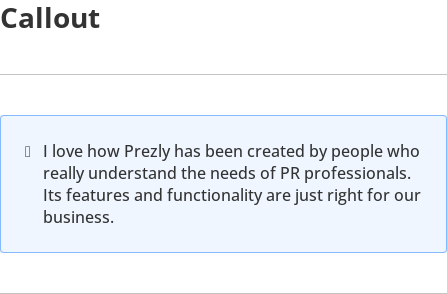 Callout
I love how Prezly has been created by people who
really understand the needs of PR professionals.
Its features and functionality are just right for our
business.